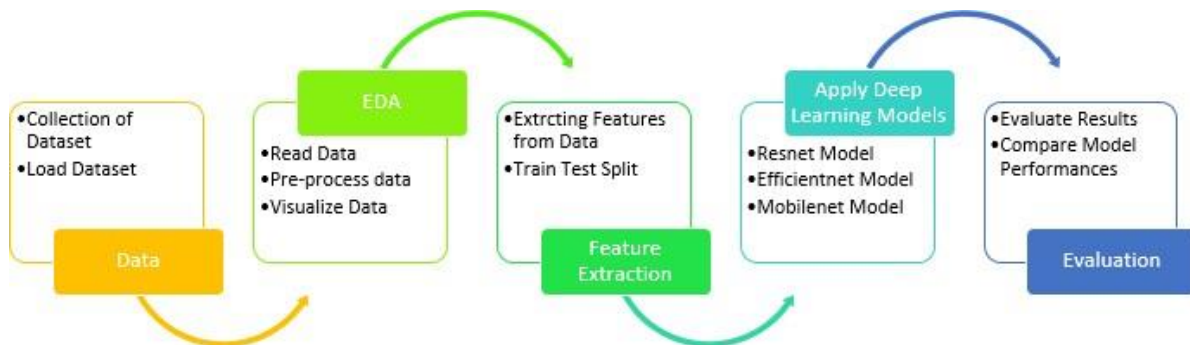 •Collection of
Dataset
•Load Dataset
Data
EDA
•Read Data
•Pre-process data
•Visualize Data
•Extrcting Features
from Data
•Train Test Split
Feature
Extraction
Apply Deep
Learning Models
•Resnet Model
•Efficientnet Model
•Mobilenet Model
•Evaluate Results
•Compare Model
Performances
Evaluation